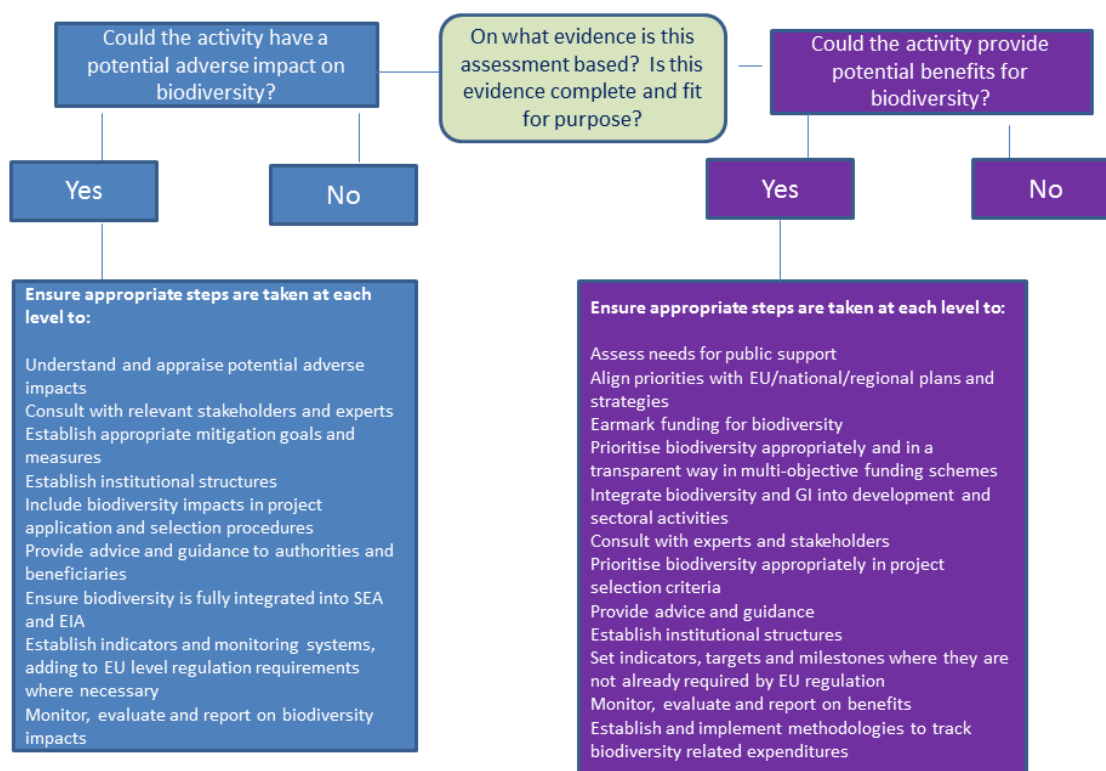 Could the activity have a
potential adverse impact on
biodiversity?
On what evidence is this
assessment based?  Is this
evidence complete and fit
for purpose?
Could the activity provide
potential benefits for
biodiversity?
Yes
No
Yes
No
Ensure appropriate steps are taken at each
level to:
Understand and appraise potential adverse
impacts
Consult with relevant stakeholders and experts
Establish appropriate mitigation goals and
measures
Establish institutional structures
Include biodiversity impacts in project
application and selection procedures
Provide advice and guidance to authorities and
beneficiaries
Ensure biodiversity is fully integrated into SEA
and EIA
Establish indicators and monitoring systems,
adding to EU level regulation requirements
where necessary
Monitor, evaluate and report on biodiversity
impacts
Ensure appropriate steps are taken at each level to:
Assess needs for public support
Align priorities with EU/national/regional plans and
strategies
Earmark funding for biodiversity
Prioritise biodiversity appropriately and in a
transparent way in multi-objective funding schemes
Integrate biodiversity and GI into development and
sectoral activities
Consult with experts and stakeholders
Prioritise biodiversity appropriately in project
selection criteria
Provide advice and guidance
Establish institutional structures
Set indicators, targets and milestones where they are
not already required by EU regulation
Monitor, evaluate and report on benefits
Establish and implement methodologies to track
biodiversity related expenditures